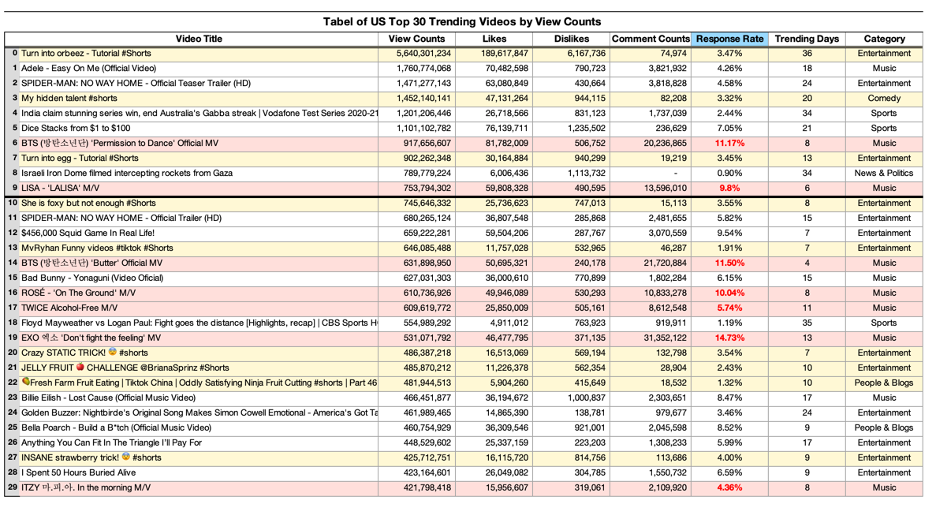 Tabel of US Top 30 Trending Videos by View Counts
Video Title View Counts Likes Dislikes Comment Counts Response Rate Trending Days Category
0 Turn into orbeez - Tutorial #Shorts 5,640,301,234 189,617,847 6,167,736 74,974 3.47% 36 Entertainment
1 Adele - Easy On Me (Official Video) 1,760,774,068 70,482,598 790,723 3,821,932 4.26% 18 Music
2 SPIDER-MAN: NO WAY HOME - Official Teaser Trailer (HD) 1,471,277,143 63,080,849 430,664 3,818,828 4.58% 24 Entertainment
3 My hidden talent #shorts 1,452,140,141 47,131,264 944,115 82,208 3.32% 20 Comedy
4 India claim stunning series win, end Australia's Gabba streak | Vodafone Test Series 2020-21 1,201,206,446 26,718,566 831,123 1,737,039 2.44% 34 Sports
5 Dice Stacks from $1 to $100 1,101,102,782 76,139,711 1,235,502 236,629 7.05% 21 Sports
6 BTS (방탄소년단) 'Permission to Dance' Official MV 917,656,607 81,782,009 506,752 20,236,865 11.17% 8 Music
7 Turn into egg - Tutorial #Shorts 902,262,348 30,164,884 940,299 19,219 3.45% 13 Entertainment
8 Israeli Iron Dome filmed intercepting rockets from Gaza 789,779,224 6,006,436 1,113,732 - 0.90% 34 News & Politics
9 LISA - 'LALISA' M/V 753,794,302 59,808,328 490,595 13,596,010 9.8% 6 Music
10 She is foxy but not enough #Shorts 745,646,332 25,736,623 747,013 15,113 3.55% 8 Entertainment
11 SPIDER-MAN: NO WAY HOME - Official Trailer (HD) 680,265,124 36,807,548 285,868 2,481,655 5.82% 15 Entertainment
12 $456,000 Squid Game In Real Life! 659,222,281 59,504,206 287,767 3,070,559 9.54% 7 Entertainment
13 MvRyhan Funny videos #tiktok #Shorts 646,085,488 11,757,028 532,965 46,287 1.91% 7 Entertainment
14 BTS (방탄소년단) 'Butter' Official MV 631,898,950 50,695,321 240,178 21,720,884 11.50% 4 Music
15 Bad Bunny - Yonaguni (Video Oficial) 627,031,303 36,000,610 770,899 1,802,284 6.15% 15 Music
16 ROSÉ - 'On The Ground' M/V 610,736,926 49,946,089 530,293 10,833,278 10.04% 8 Music
17 TWICE Alcohol-Free M/V 609,619,772 25,850,009 505,161 8,612,548 5.74% 11 Music
18 Floyd Mayweather vs Logan Paul: Fight goes the distance [Highlights, recap] | CBS Sports H 554,989,292 4,911,012 763,923 919,911 1.19% 35 Sports
19 EXO 엑소 'Don't fight the feeling' MV 531,071,792 46,477,795 371,135 31,352,122 14.73% 13 Music
20 Crazy STATIC TRICK! 😨 #shorts 486,387,218 16,513,069 569,194 132,798 3.54% 7 Entertainment
21 JELLY FRUIT 🍎 CHALLENGE @BrianaSprinz #Shorts 485,870,212 11,226,378 562,354 28,904 2.43% 10 Entertainment
22 Fresh Farm Fruit Eating | Tiktok China | Oddly Satisfying Ninja Fruit Cutting #shorts | Part 46 481,944,513 5,904,260 415,649 18,532 1.32% 10 People & Blogs
23 Billie Eilish - Lost Cause (Official Music Video) 466,451,877 36,194,672 1,000,837 2,303,651 8.47% 17 Music
24 Golden Buzzer: Nightbirde's Original Song Makes Simon Cowell Emotional - America's Got Ta 461,989,465 14,865,390 138,781 979,677 3.46% 24 Entertainment
25 Bella Poarch - Build a B*tch (Official Music Video) 460,754,929 36,309,546 921,001 2,045,598 8.52% 9 People & Blogs
26 Anything You Can Fit In The Triangle I'll Pay For 448,529,602 25,337,159 223,203 1,308,233 5.99% 17 Entertainment
27 INSANE strawberry trick! 😨 #shorts 425,712,751 16,115,720 814,756 113,686 4.00% 9 Entertainment
28 I Spent 50 Hours Buried Alive 423,164,601 26,049,082 304,785 1,550,732 6.59% 9 Entertainment
29 ITZY 마.피.아. In the morning M/V 421,798,418 15,956,607 319,061 2,109,920 4.36% 8 Music